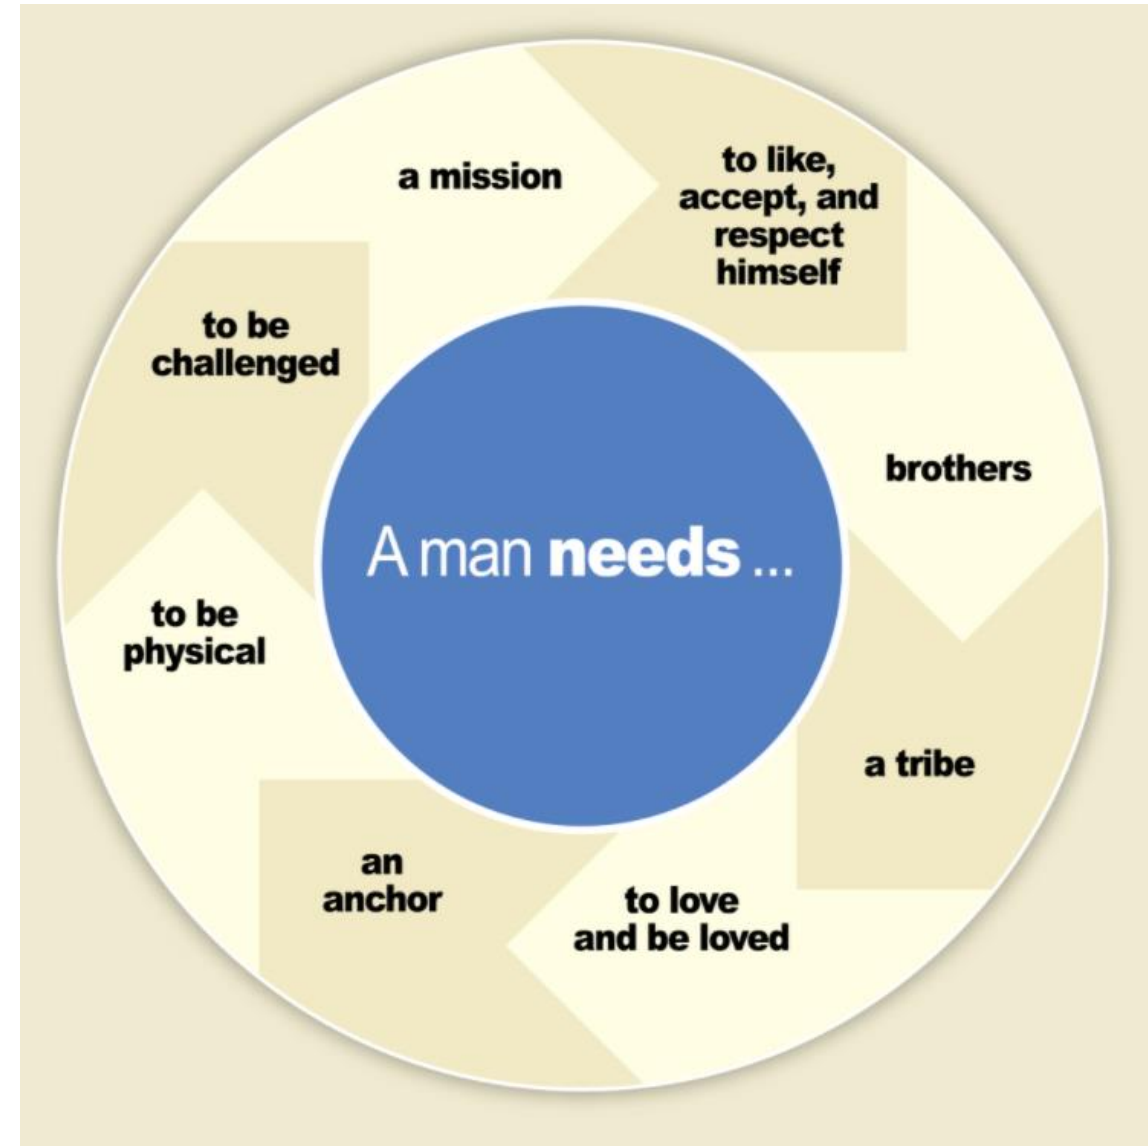 A man needs ...
a mission
to like,
accept, and
respect
himself
brothers
a tribe
to love
and be loved
an
anchor
to be
physical
to be
challenged